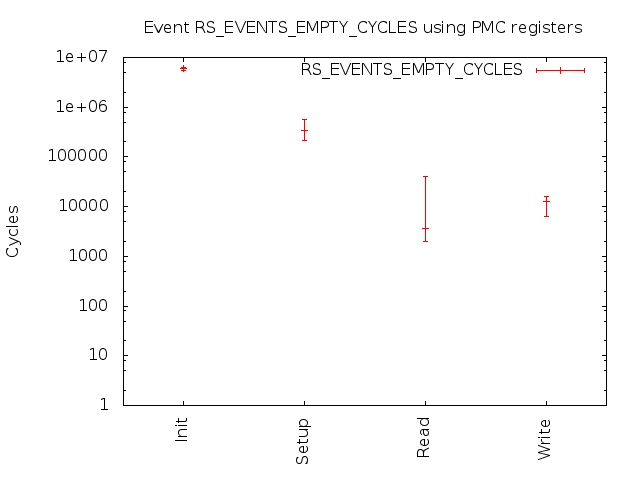 Event RS_EVENTS_EMPTY_CYCLES using PMC registers
RS_EVENTS_EMPTY_CYCLES
1e+07
1e+06
100000
10000
1000
100
10
1
Cycles
Init
Setup
Read
Write